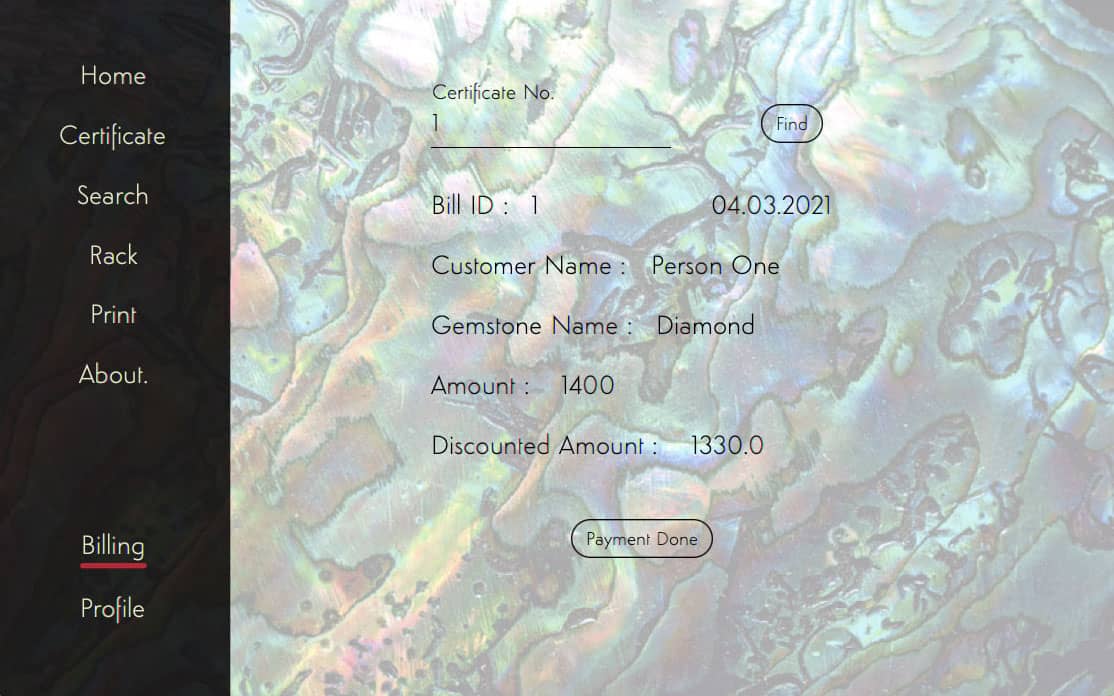 Home
Certificate
Search
Rack
Print
About.
Billing
Profile
Certificate No.
1
Find
Bill ID : 1 04.03.2021
Customer Name : Person One
Gemstone Name : Diamond
Amount : 1400
Discounted Amount : 1330.0
Payment Done